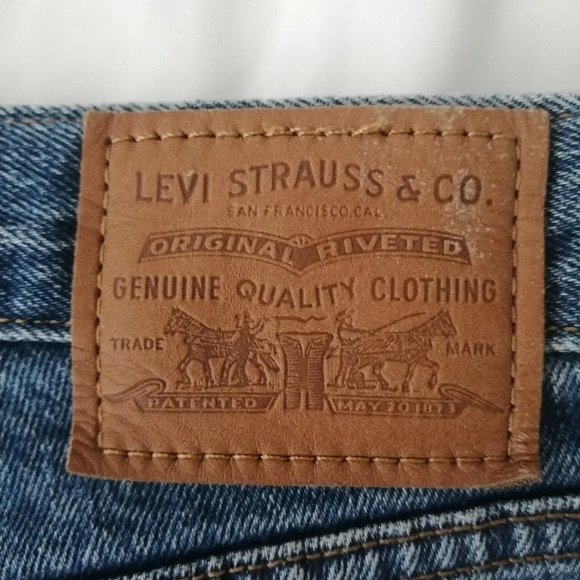 LEVI STRAUSS & CO.
SAN FRANCISCO, CAL.
ORIGINAL RIVETED
GENUINE QUALITY CLOTHING
TRADE MARK
PATENTED MAY 20 1873